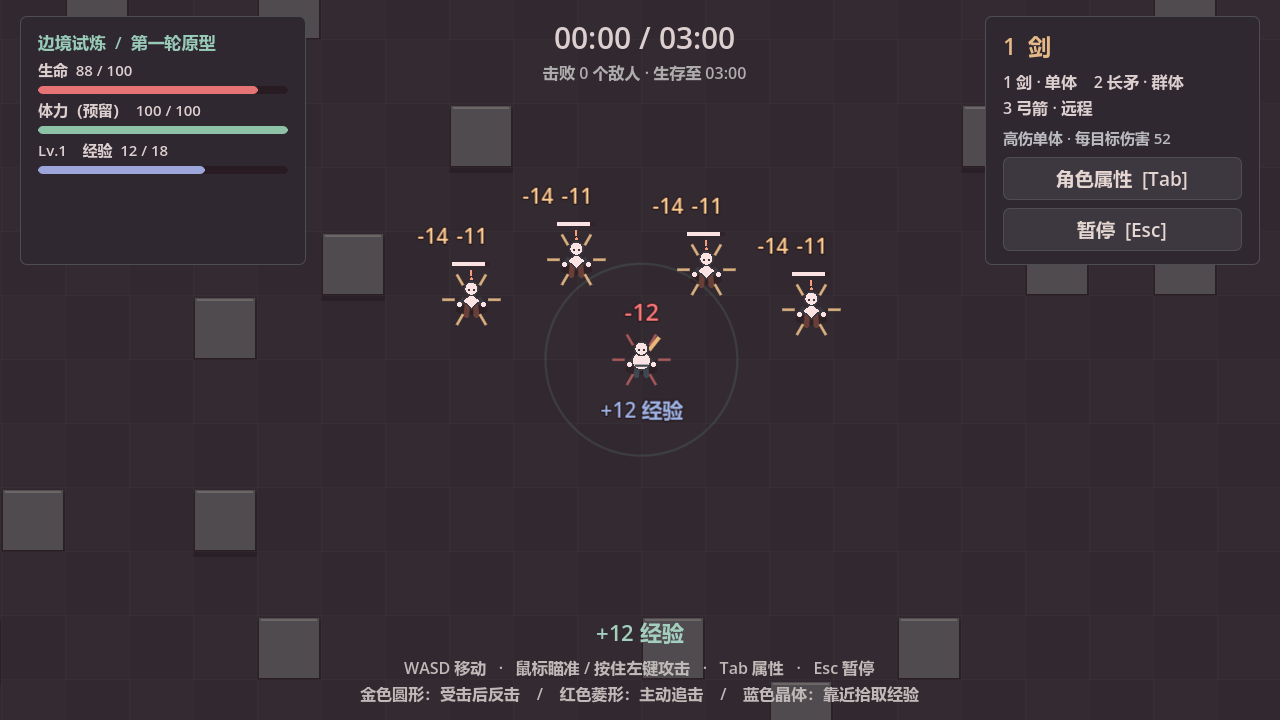 边境试炼 / 第一轮原型
生命 88 / 100
体力（预留） 100 / 100
Lv.1 经验 12 / 18
00:00 / 03:00
击败 0 个敌人 · 生存至 03:00
1 剑
1 剑 · 单体 2 长矛 · 群体
3 弓箭 · 远程
高伤单体 · 每目标伤害 52
角色属性 [Tab]
暂停 [Esc]
-14 -11
-14 -11
-14 -11
-14 -11
-12
+12 经验
+12 经验
WASD 移动 · 鼠标瞄准 / 按住左键攻击 · Tab 属性 · Esc 暂停
金色圆形：受击后反击 / 红色菱形：主动追击 / 蓝色晶体：靠近拾取经验